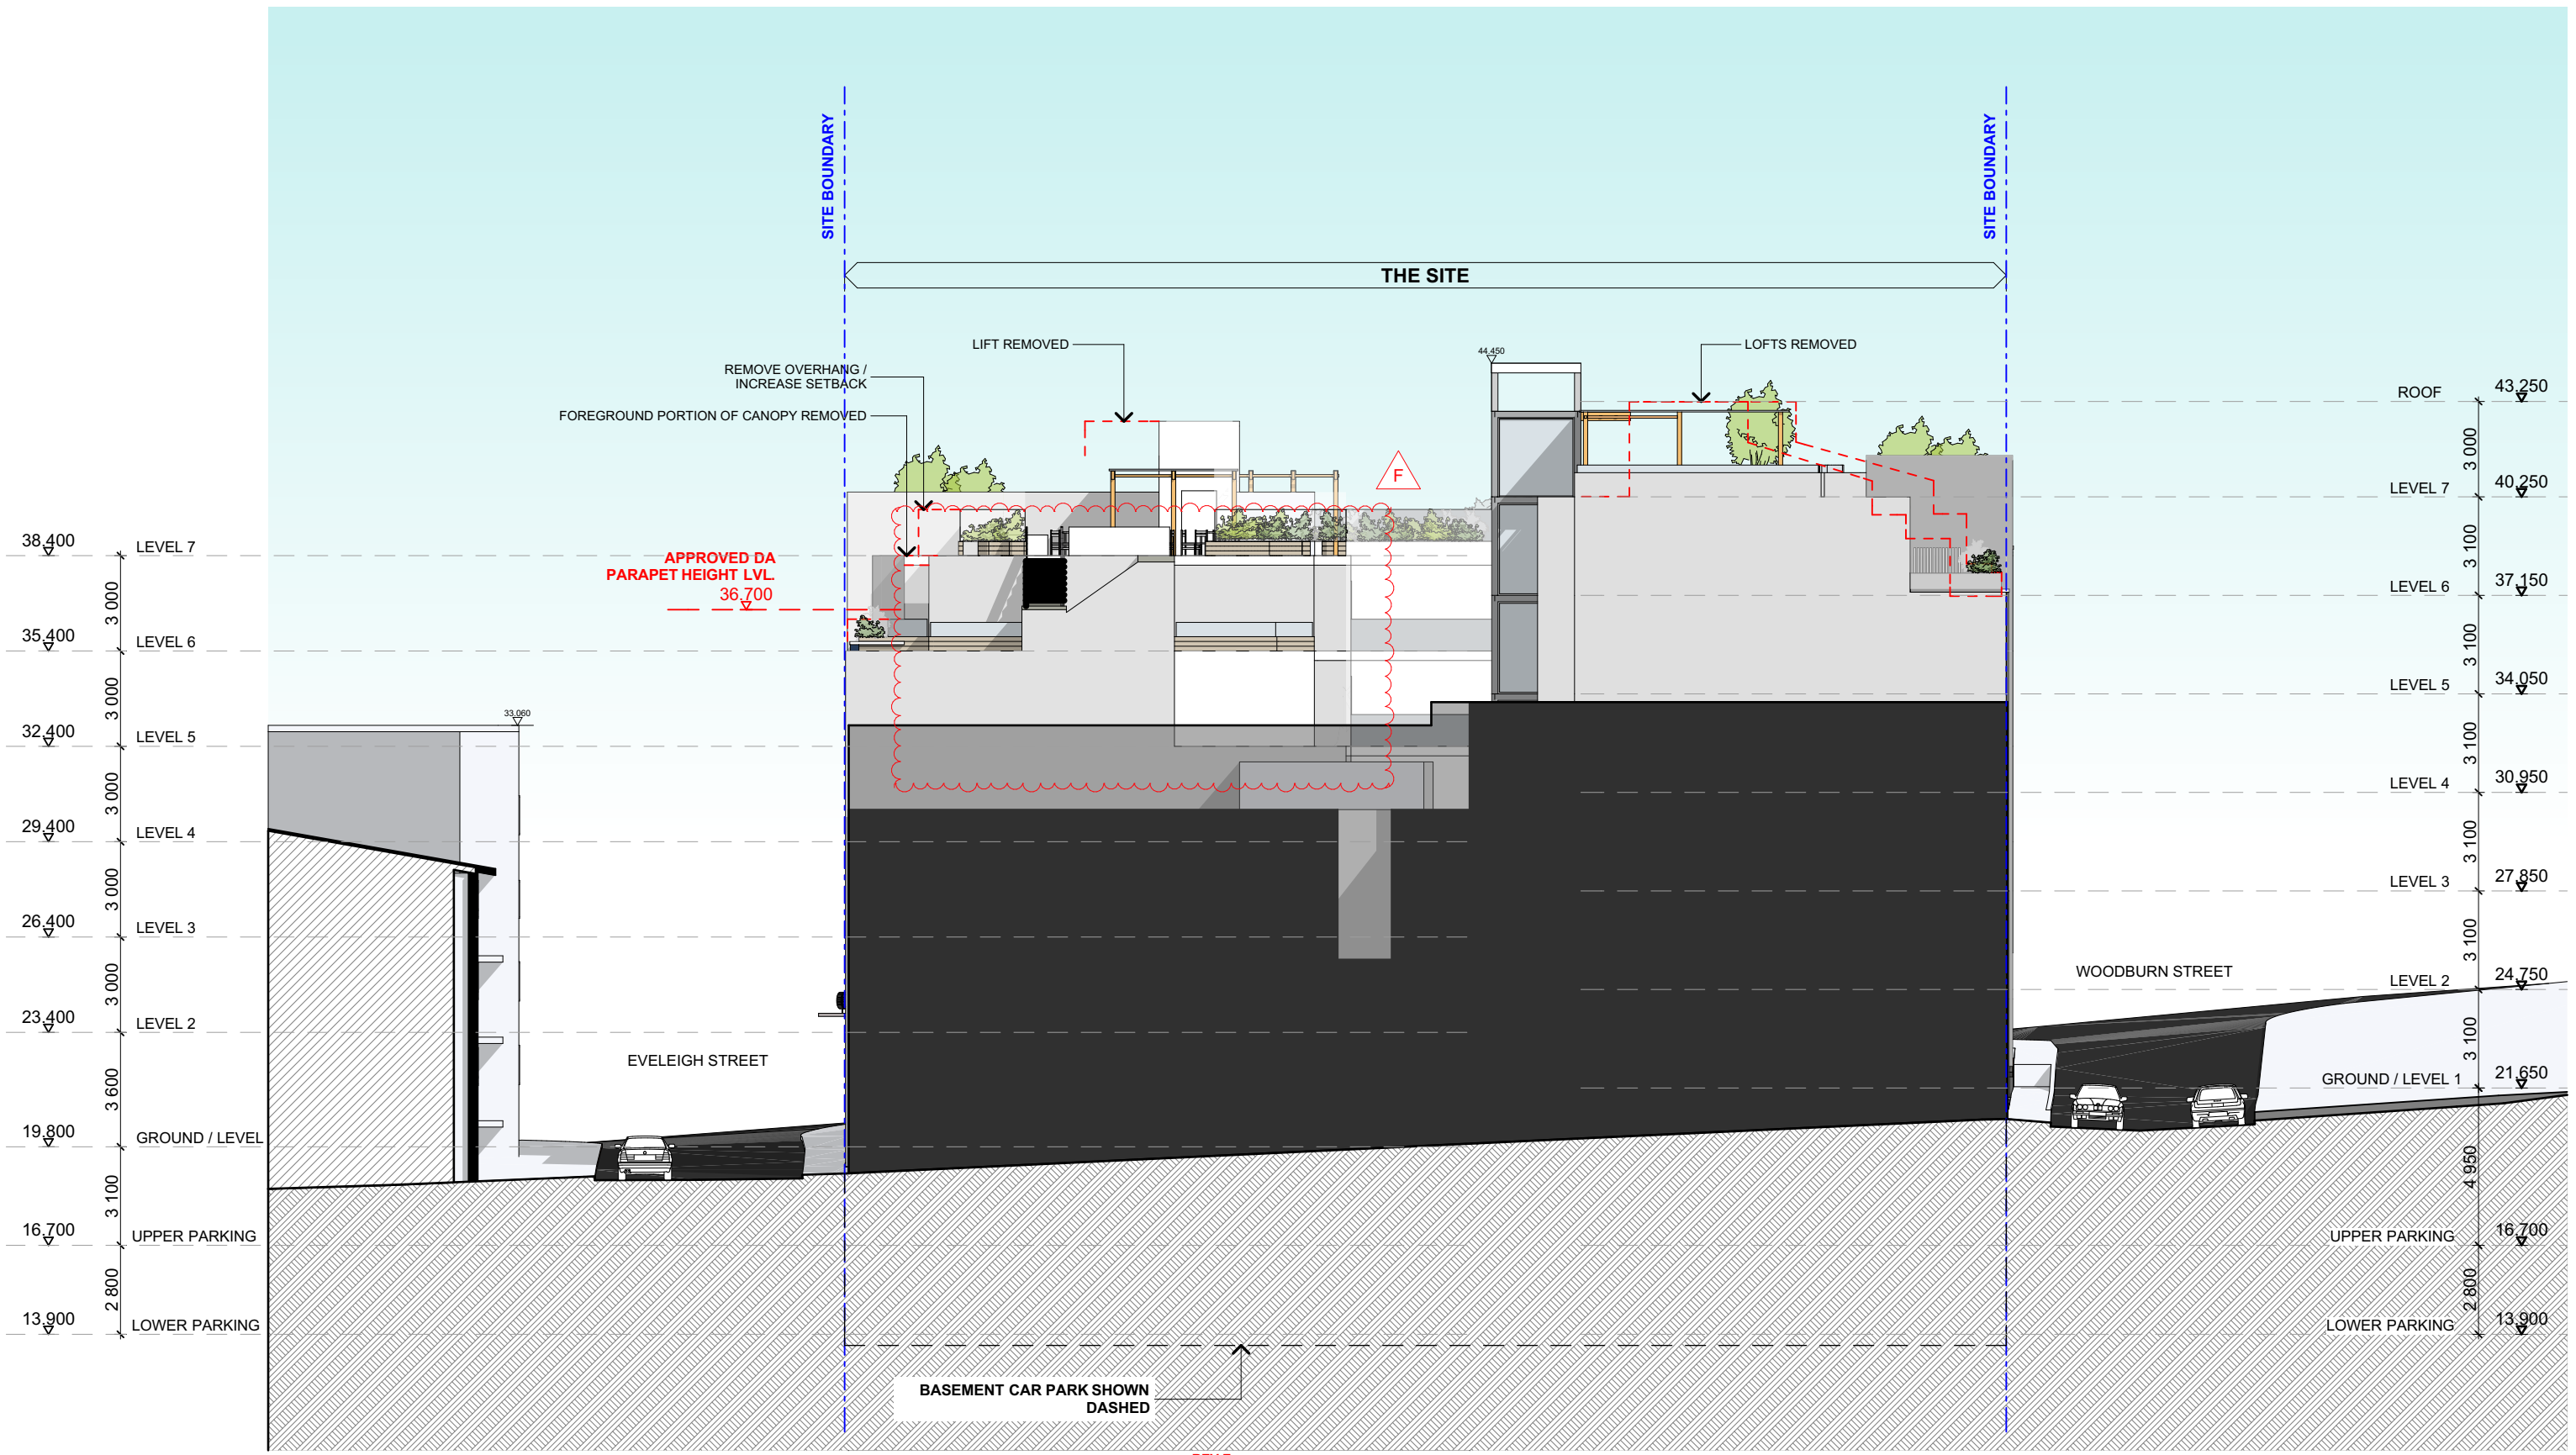 SITE BOUNDARY
SITE BOUNDARY
THE SITE
LIFT REMOVED
LOFTS REMOVED
44.450
REMOVE OVERHANG /
INCREASE SETBACK
FOREGROUND PORTION OF CANOPY REMOVED
F
APPROVED DA
PARAPET HEIGHT LVL.
36.700
38.400
LEVEL 7
3 000
35.400
LEVEL 6
3 000
33.060
32.400
LEVEL 5
3 000
29.400
LEVEL 4
3 000
26.400
LEVEL 3
3 000
23.400
LEVEL 2
3 600
19.800
GROUND / LEVEL
3 100
16.700
UPPER PARKING
2 800
13.900
LOWER PARKING
EVELEIGH STREET
WOODBURN STREET
ROOF
43.250
3 000
LEVEL 7
40.250
3 100
LEVEL 6
37.150
3 100
LEVEL 5
34.050
3 100
LEVEL 4
30.950
3 100
LEVEL 3
27.850
3 100
LEVEL 2
24.750
3 100
GROUND / LEVEL 1
21.650
4 950
UPPER PARKING
16.700
2 800
LOWER PARKING
13.900
BASEMENT CAR PARK SHOWN
DASHED